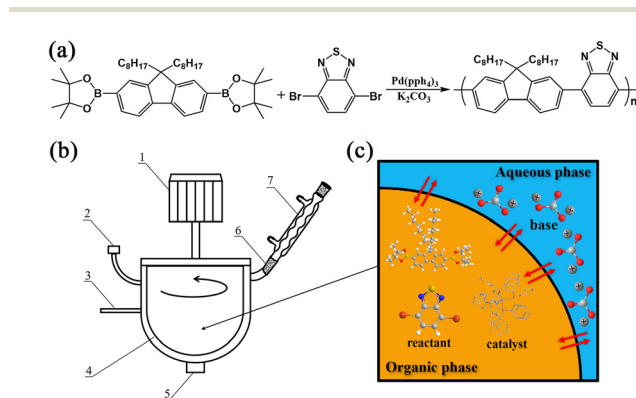 (a)
C8H17 C8H17
N S N
O B O
O B O
+ Br Br
Pd(pph4)3
K2CO3
C8H17 C8H17
N S N
n
(b)
1
2
3
4
5
6
7
(c)
Aqueous phase
base
reactant
catalyst
Organic phase